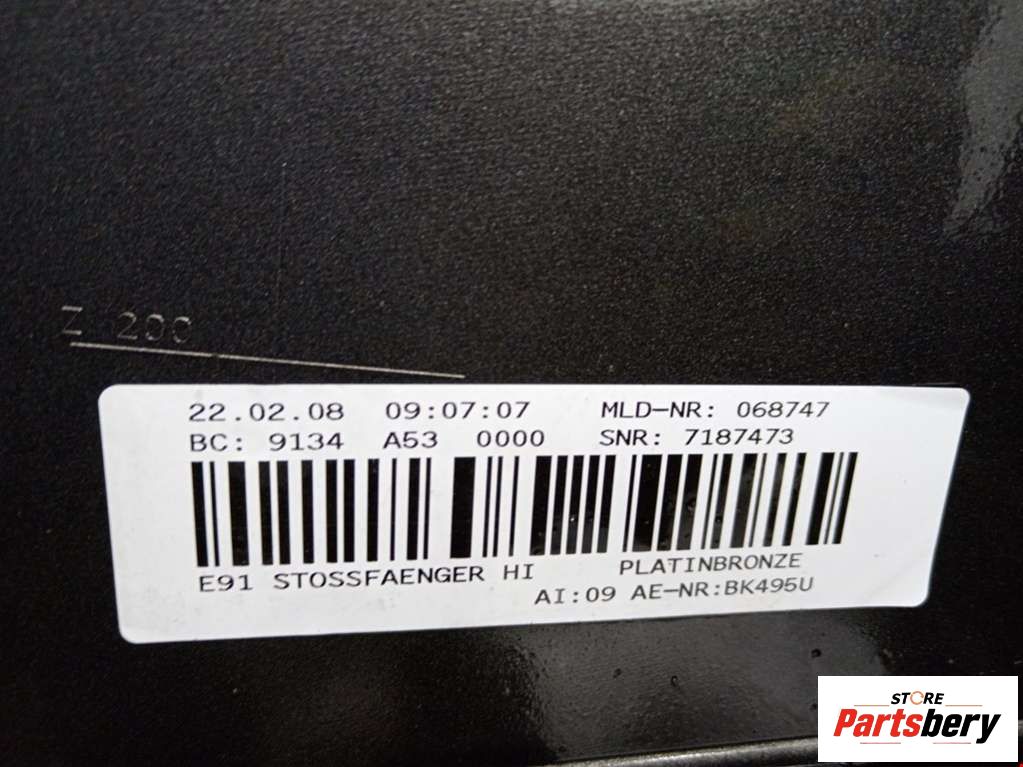 Z 200
22.02.08 09:07:07 MLD-NR: 068747
BC: 9134 A53 0000 SNR: 7187473
E91 STOSSFAENGER HI PLATINBRONZE
AI:09 AE-NR:BK495U
STORE
Partsbery